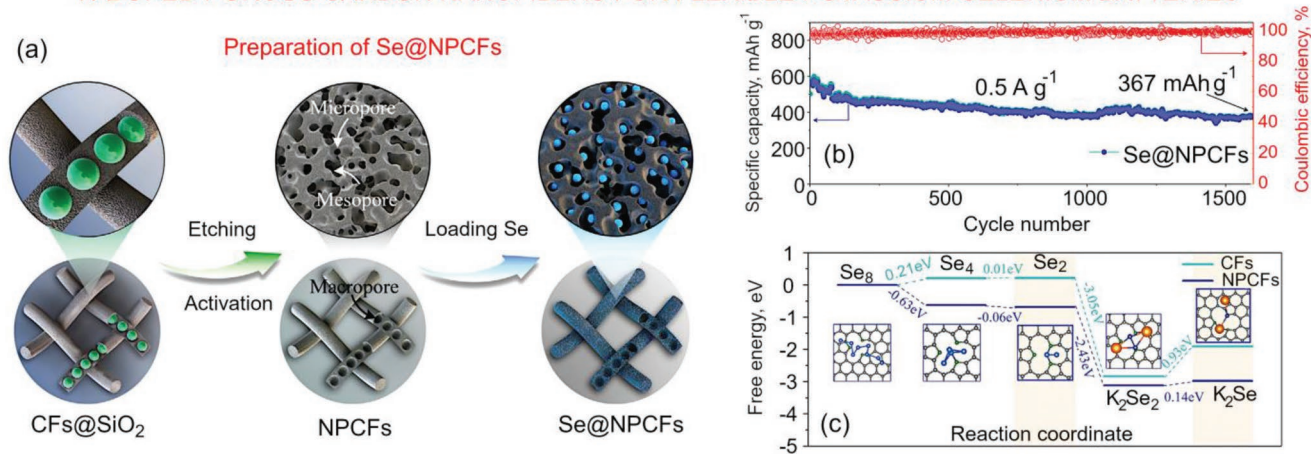 (a)
Preparation of Se@NPCFs
Micropore
Mesopore
Etching
Activation
Loading Se
Macropore
CFs@SiO₂
NPCFs
Se@NPCFs
Specific capacity, mAh g⁻¹
800
600
400
200
0
0.5 A g⁻¹
367 mAh g⁻¹
(b)
Se@NPCFs
100
80
60
40
20
0
Coulombic efficiency, %
0
500
1000
1500
Cycle number
Free energy, eV
1
0
-1
-2
-3
-4
-5
Se₈
0.21eV
Se₄
0.01eV
Se₂
CFs
NPCFs
-0.63eV
-0.06eV
-3.05eV
-2.43eV
0.93eV
K₂Se₂
0.14eV
K₂Se
(c)
Reaction coordinate